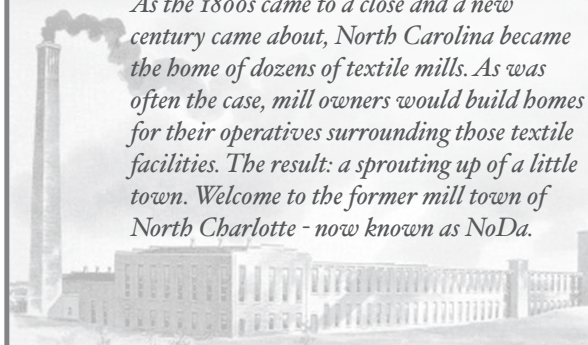 As the 1800s came to a close and a new
century came about, North Carolina became
the home of dozens of textile mills. As was
often the case, mill owners would build homes
for their operatives surrounding those textile
facilities. The result: a sprouting up of a little
town. Welcome to the former mill town of
North Charlotte - now known as NoDa.